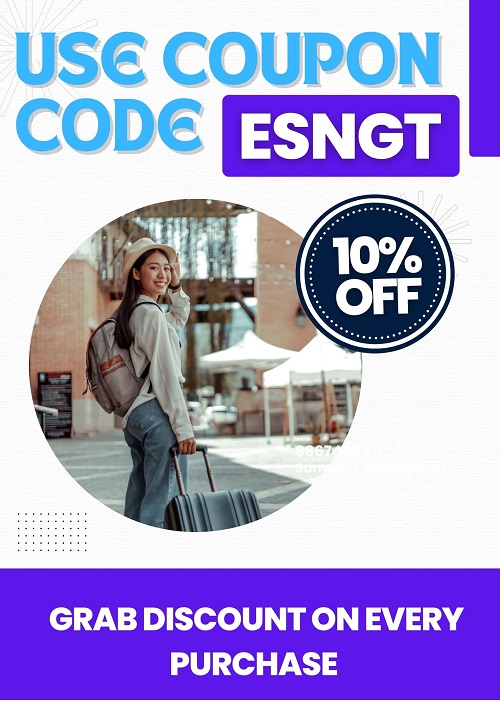 USE COUPON
CODE ESNGT
10%
OFF
GRAB DISCOUNT ON EVERY
PURCHASE